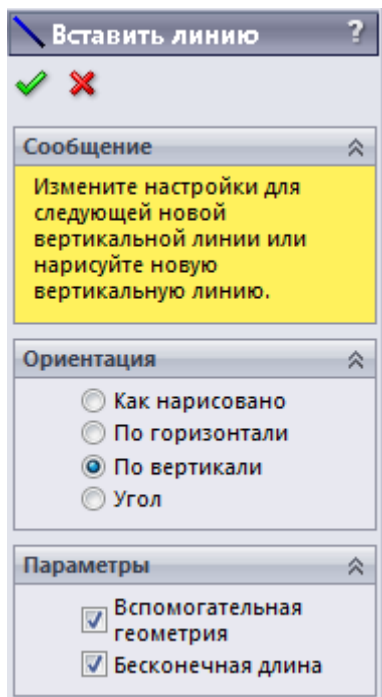 Вставить линию ?
Сообщение
Измените настройки для
следующей новой
вертикальной линии или
нарисуйте новую
вертикальную линию.
Ориентация
Как нарисовано
По горизонтали
По вертикали
Угол
Параметры
Вспомогательная
геометрия
Бесконечная длина